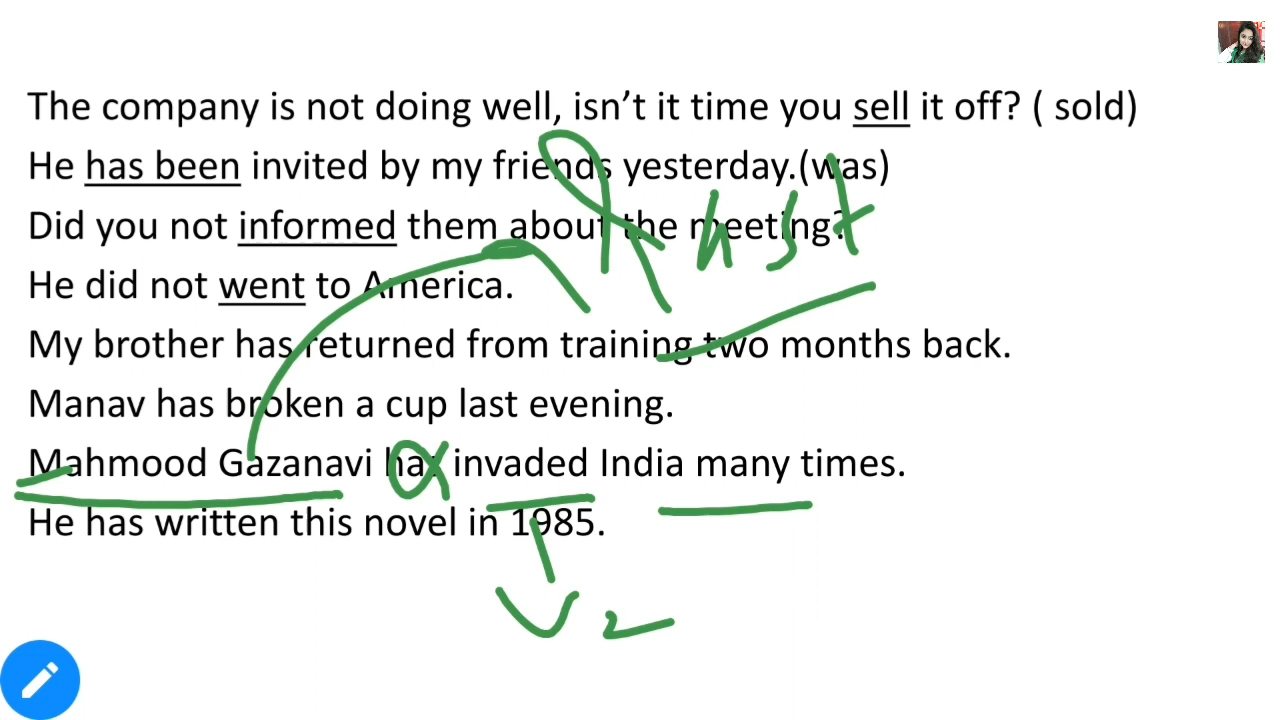 The company is not doing well, isn't it time you sell it off? ( sold)
He has been invited by my friends yesterday.(was)
Did you not informed them about the meeting?
He did not went to America.
My brother has returned from training two months back.
Manav has broken a cup last evening.
Mahmood Gazanavi has invaded India many times.
He has written this novel in 1985.
V2